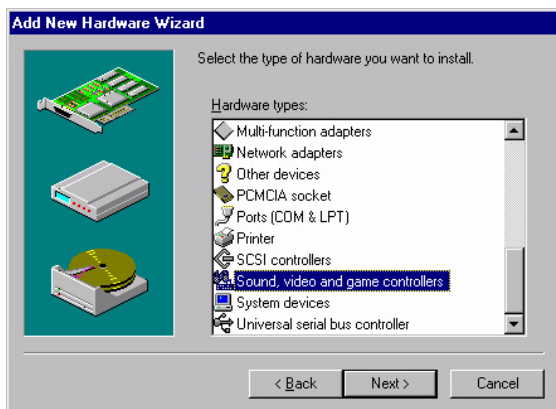 Add New Hardware Wizard
Select the type of hardware you want to install.
Hardware types:
Multi-function adapters
Network adapters
Other devices
PCMCIA socket
Ports (COM & LPT)
Printer
SCSI controllers
Sound, video and game controllers
System devices
Universal serial bus controller
< Back
Next >
Cancel